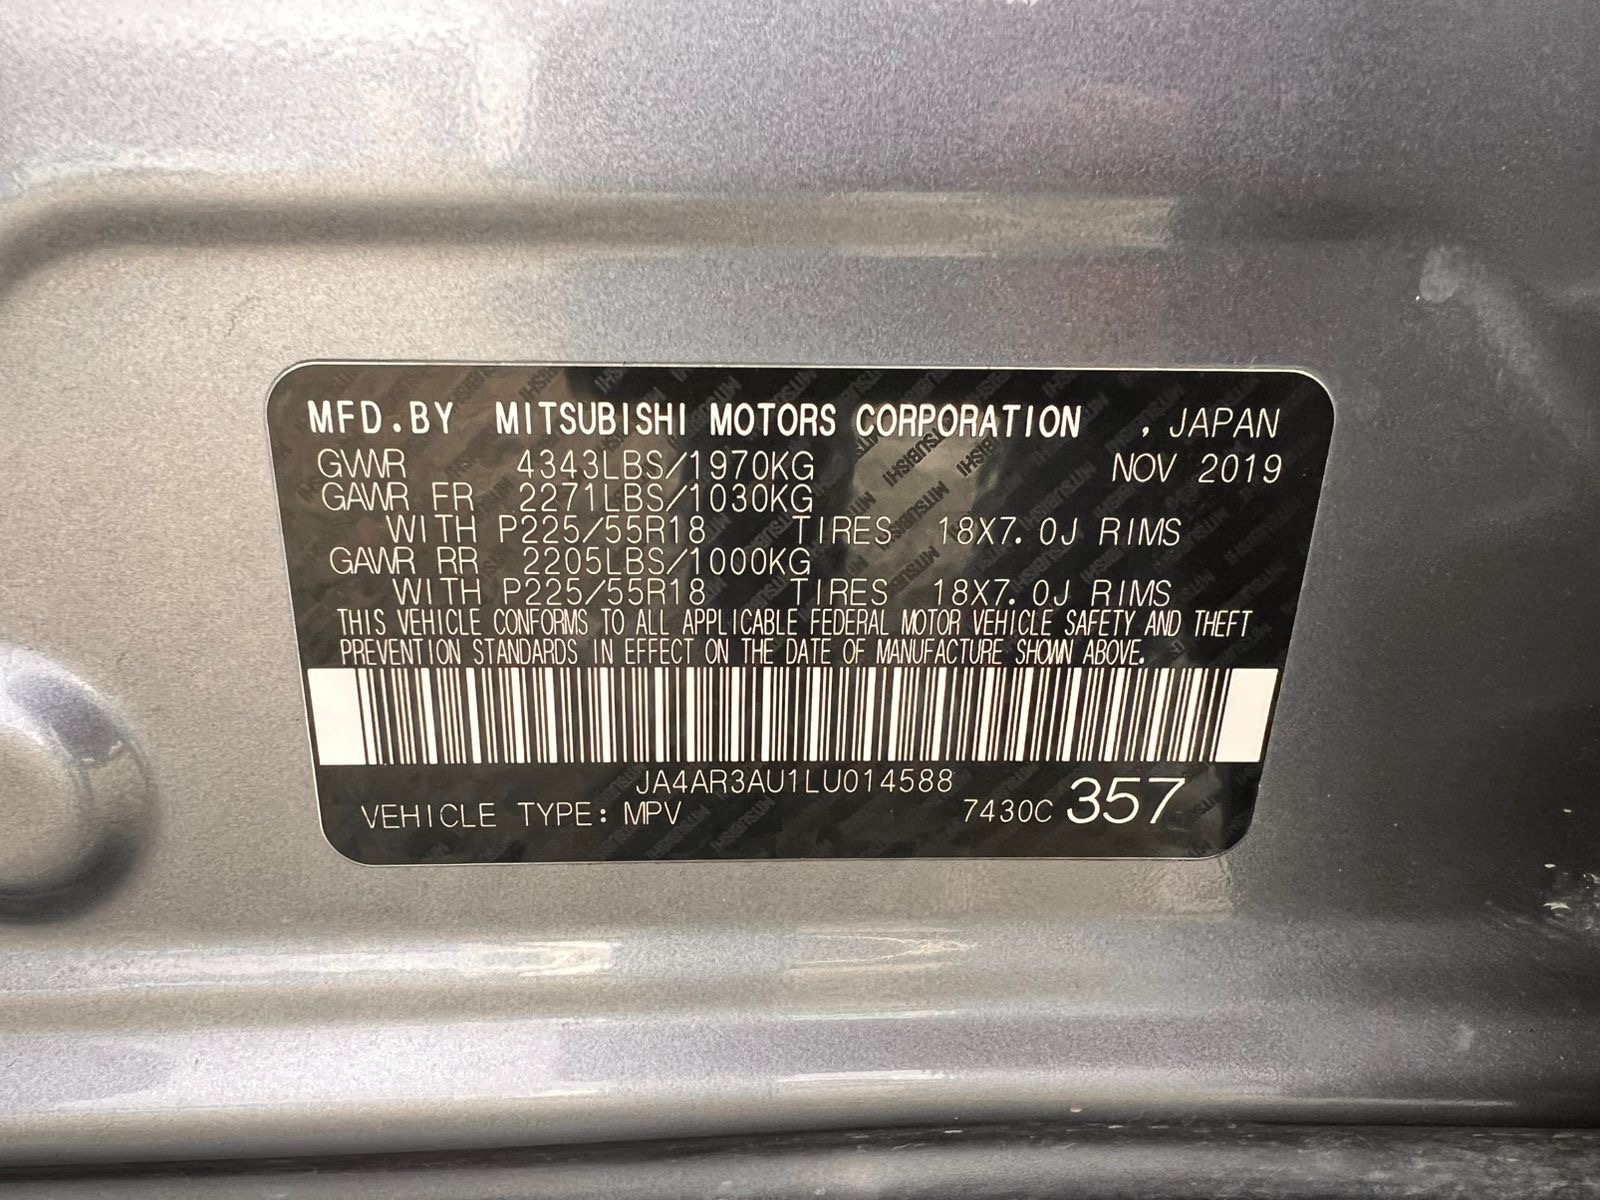 MFD.BY MITSUBISHI MOTORS CORPORATION , JAPAN
GVWR 4343LBS/1970KG NOV 2019
GAWR FR 2271LBS/1030KG
WITH P225/55R18 TIRES 18X7.0J RIMS
GAWR RR 2205LBS/1000KG
WITH P225/55R18 TIRES 18X7.0J RIMS
THIS VEHICLE CONFORMS TO ALL APPLICABLE FEDERAL MOTOR VEHICLE SAFETY AND THEFT
PREVENTION STANDARDS IN EFFECT ON THE DATE OF MANUFACTURE SHOWN ABOVE.
JA4AR3AU1LU014588
VEHICLE TYPE: MPV 7430C 357